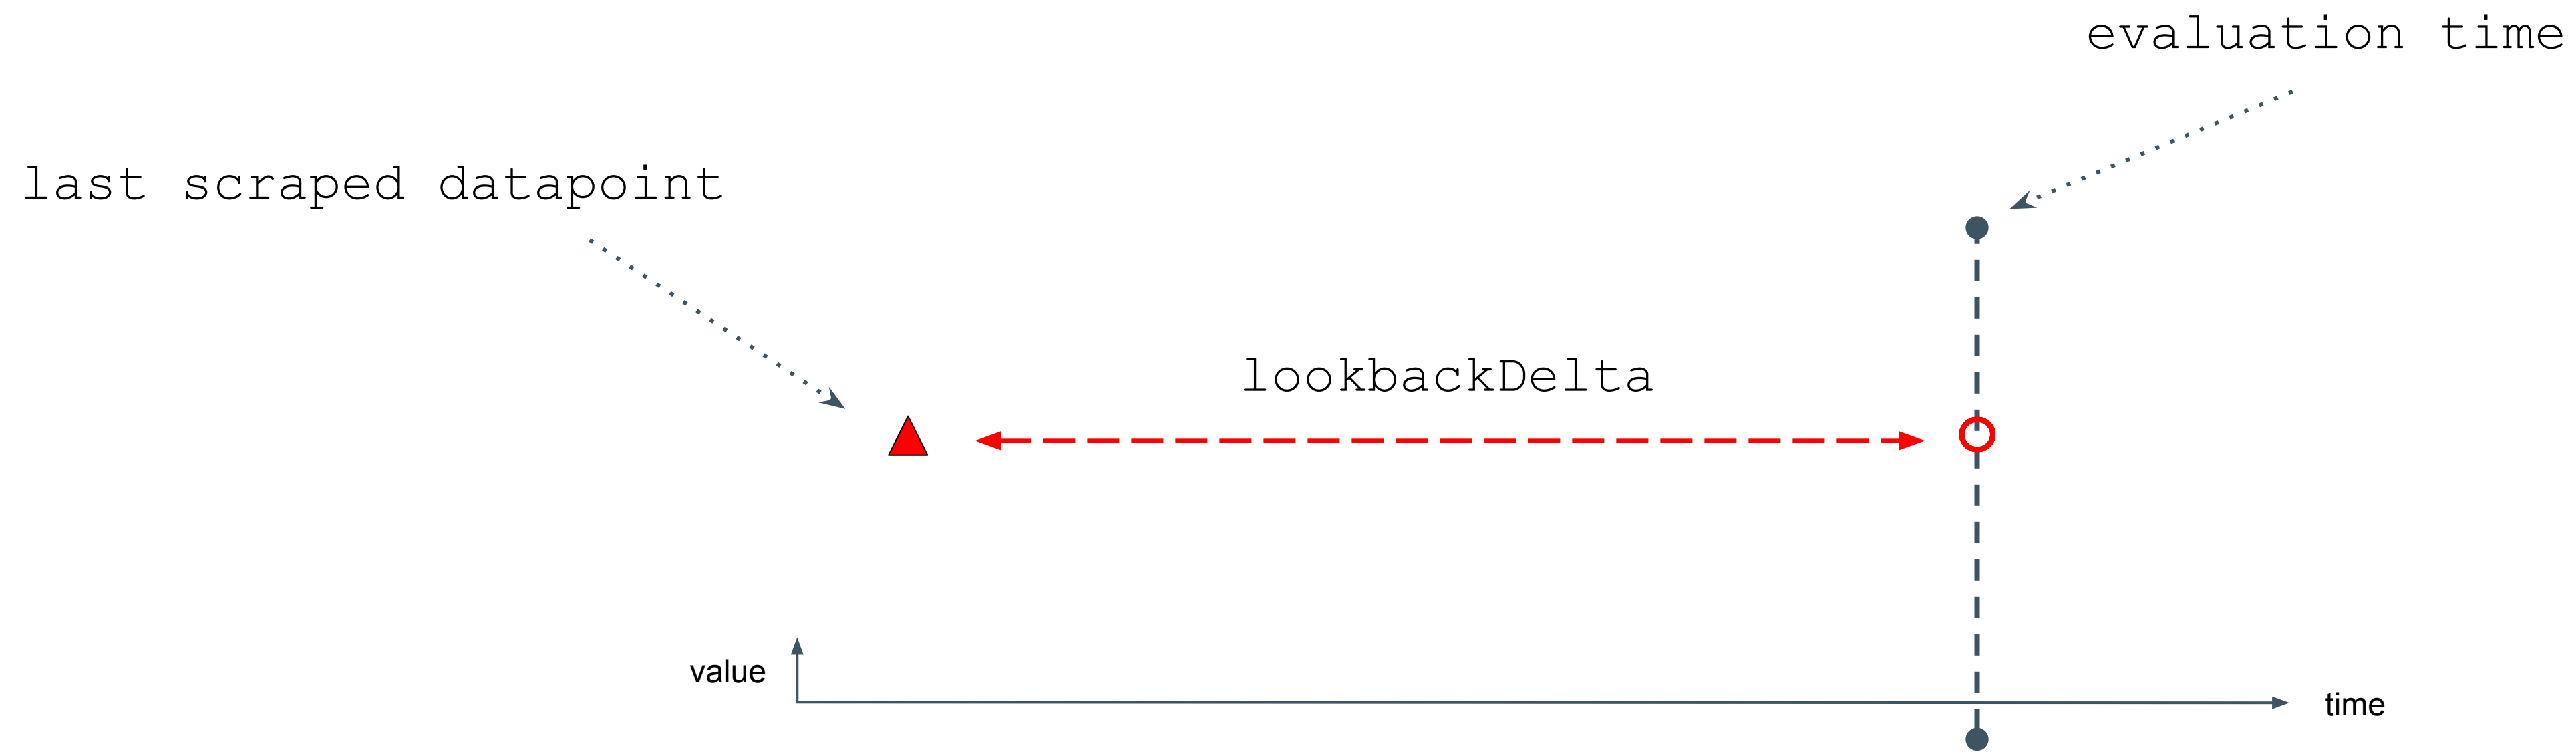 evaluation time
last scraped datapoint
lookbackDelta
value
time